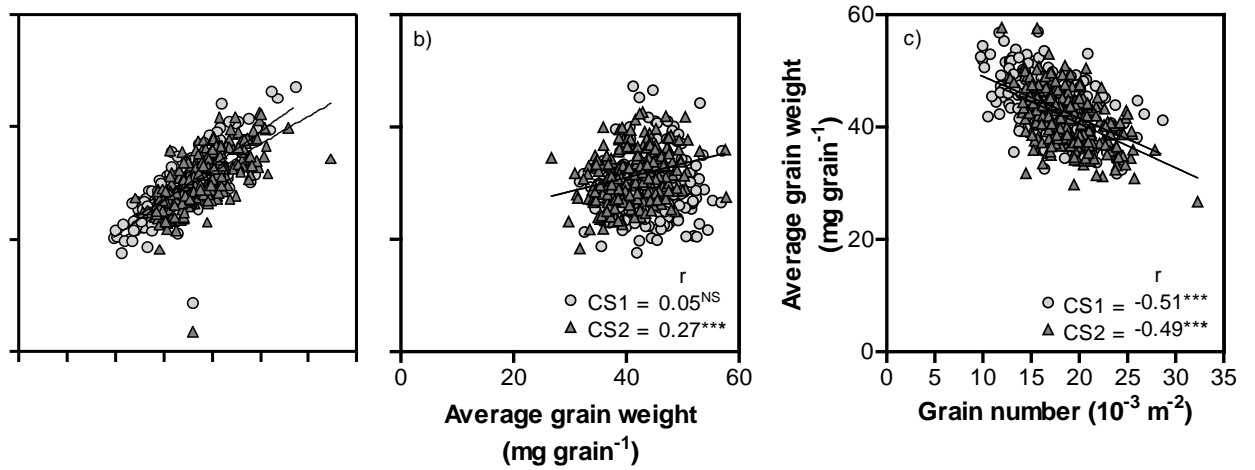 b)
r
CS1 = 0.05^NS
CS2 = 0.27***
0 20 40 60
Average grain weight
(mg grain⁻¹)
Average grain weight
(mg grain⁻¹)
60
40
20
0
c)
r
CS1 = -0.51***
CS2 = -0.49***
0 5 10 15 20 25 30 35
Grain number (10⁻³ m⁻²)